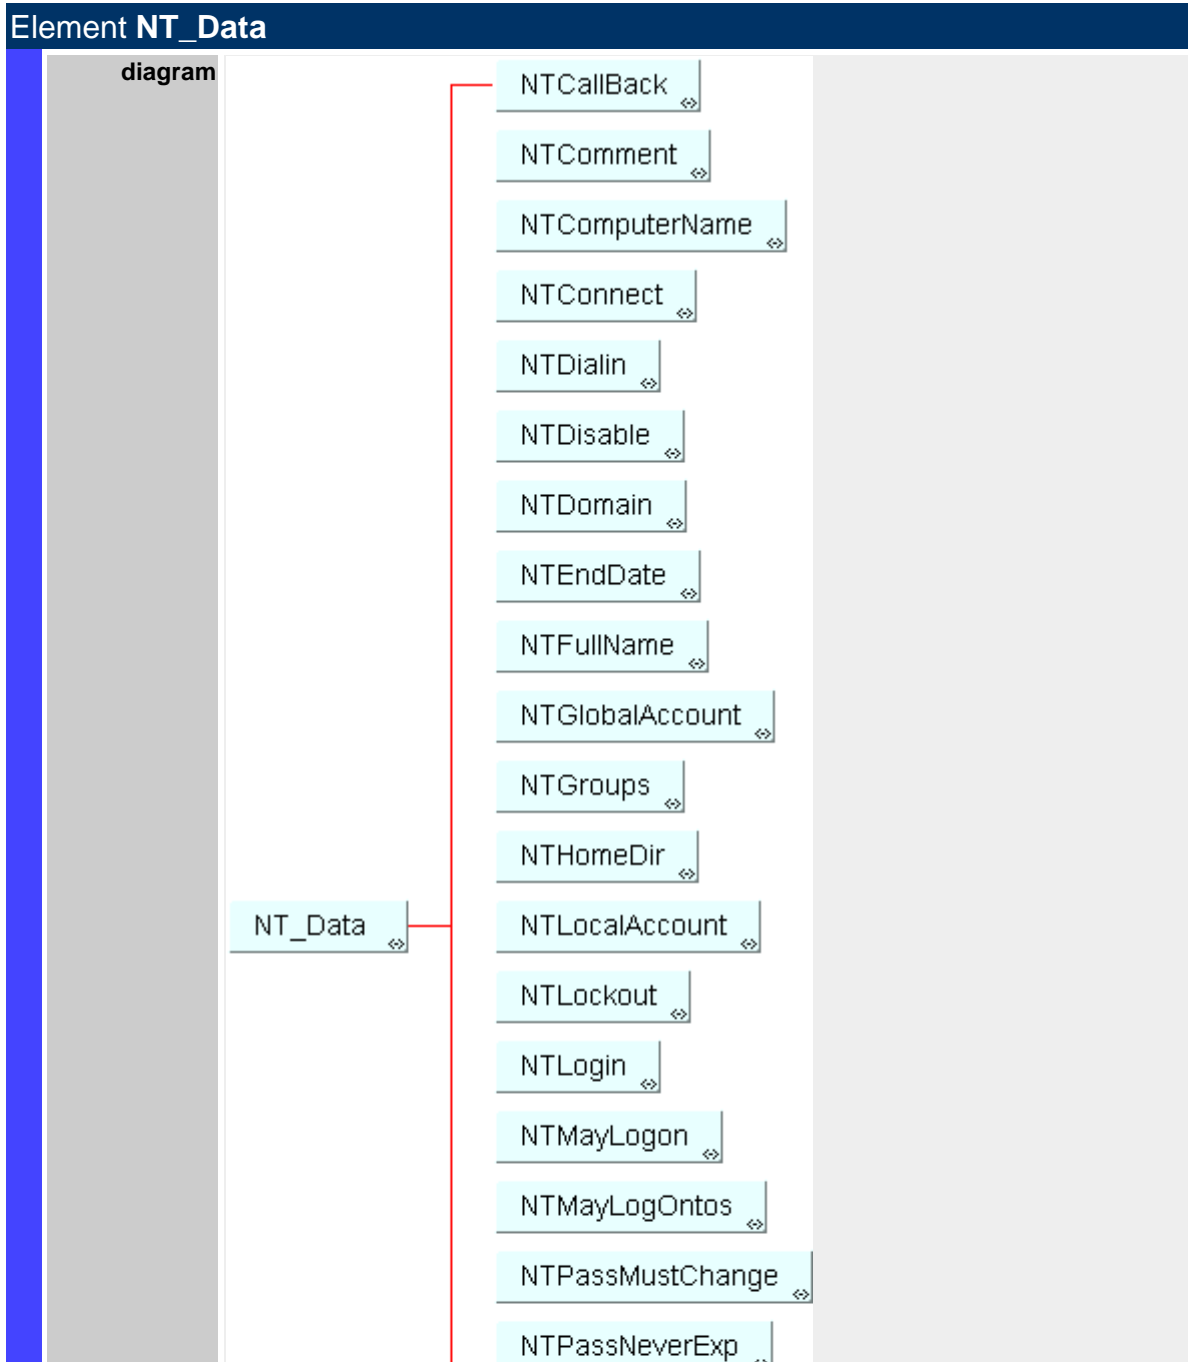 Element NT_Data
diagram
NTCallBack
NTComment
NTComputerName
NTConnect
NTDialin
NTDisable
NTDomain
NTEndDate
NTFullName
NTGlobalAccount
NTGroups
NTHomeDir
NT_Data
NTLocalAccount
NTLockout
NTLogin
NTMayLogon
NTMayLogOntos
NTPassMustChange
NTPassNeverExp